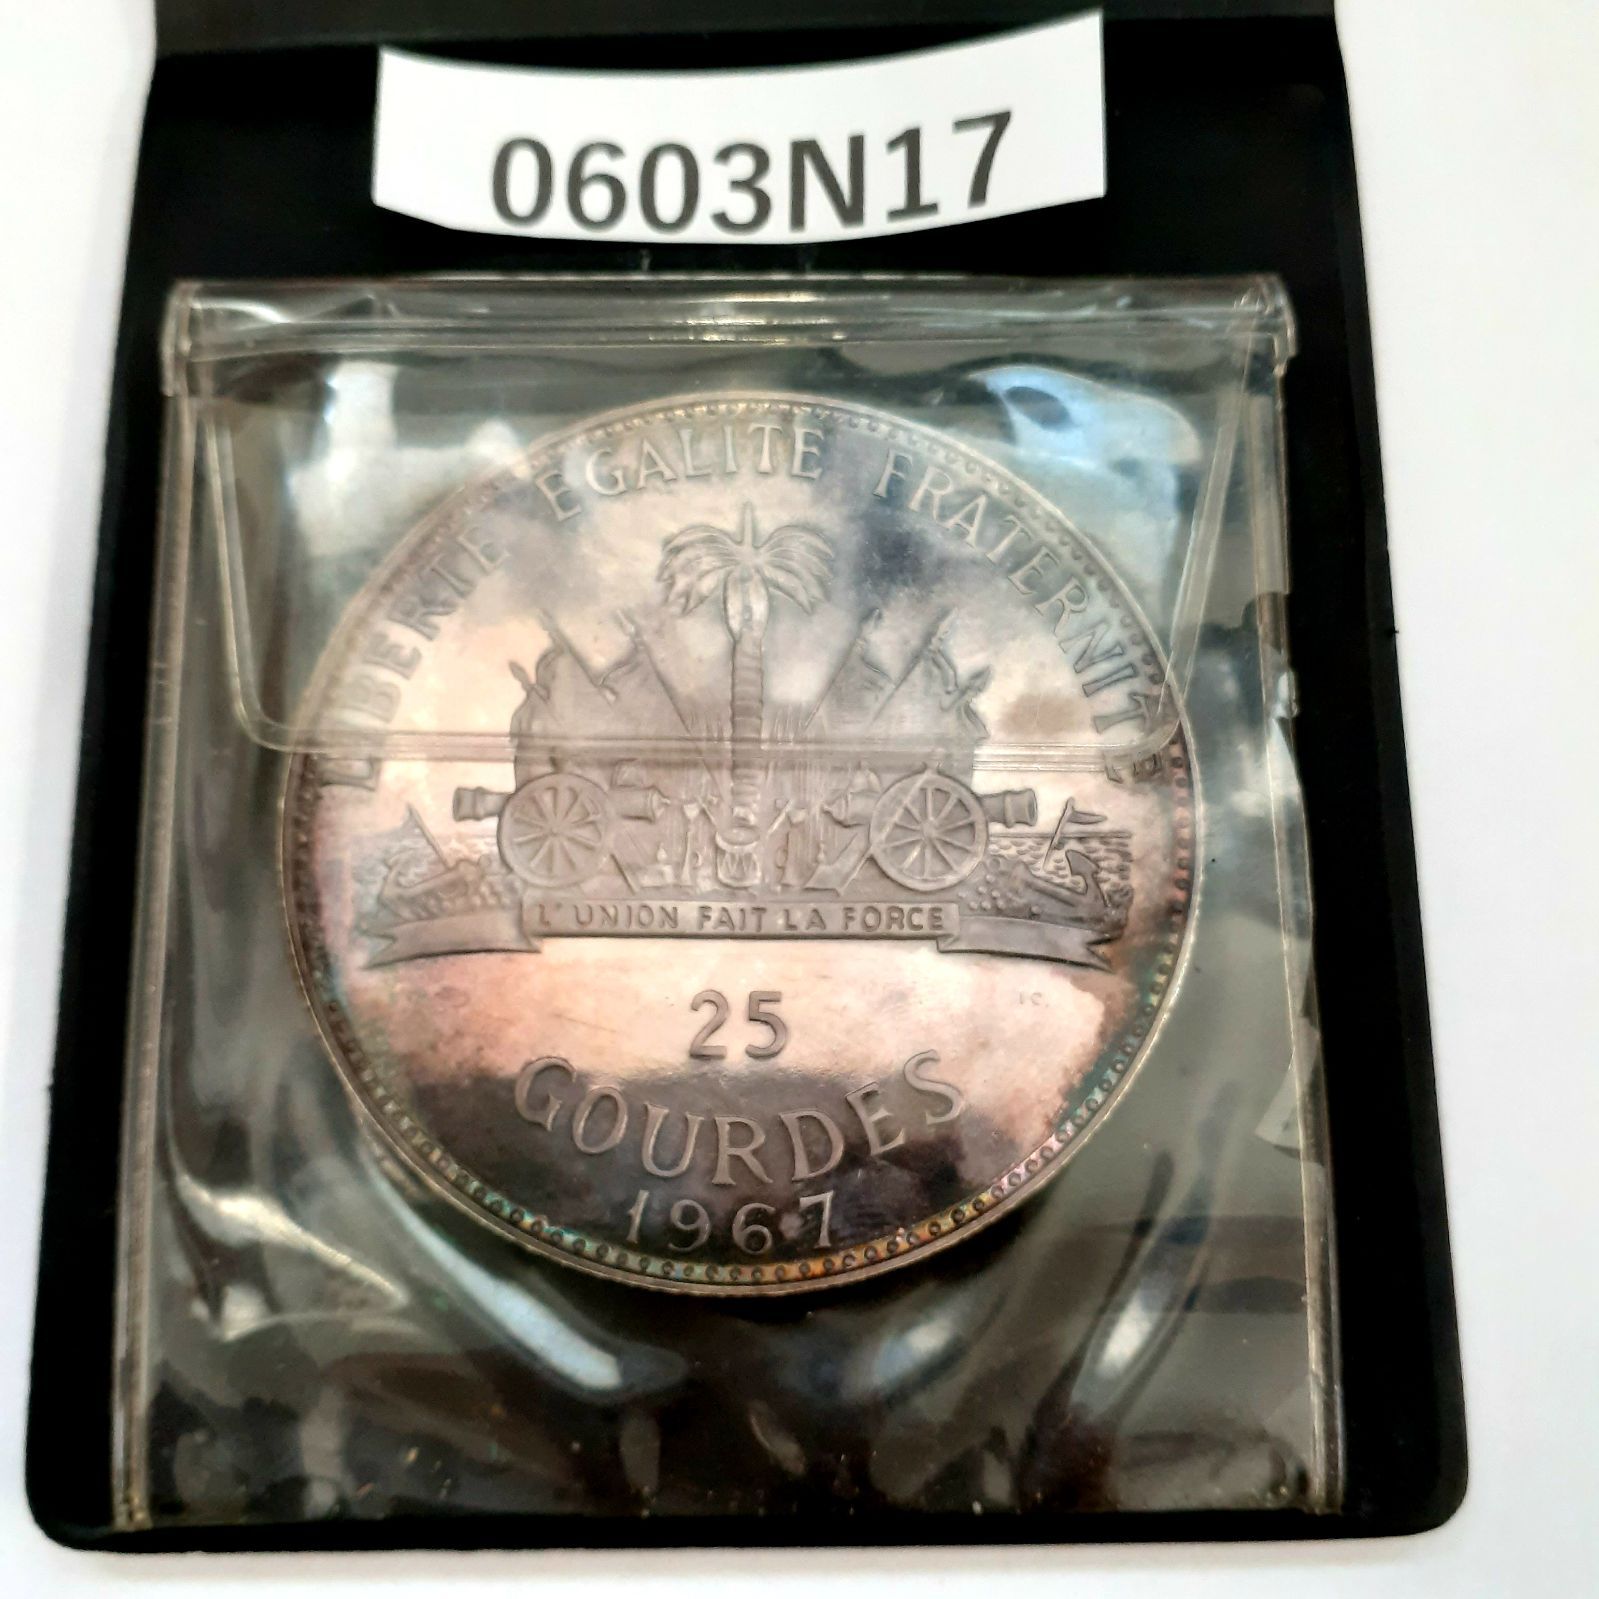 0603N17
LIBERTE EGALITE FRATERNITE
L'UNION FAIT LA FORCE
25
GOURDES
1967